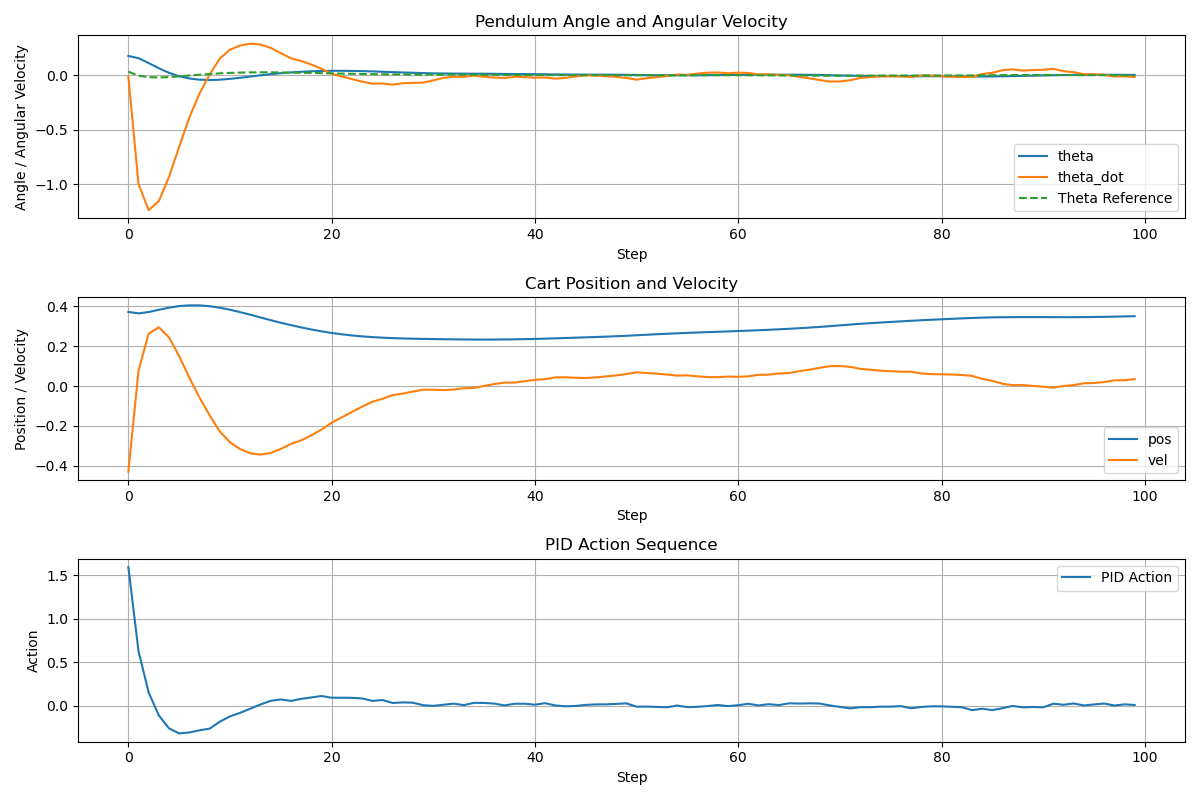 Pendulum Angle and Angular Velocity
Angle / Angular Velocity
0.0
−0.5
−1.0
theta
theta_dot
Theta Reference
0 20 40 60 80 100
Step
Cart Position and Velocity
Position / Velocity
0.4
0.2
0.0
−0.2
−0.4
pos
vel
0 20 40 60 80 100
Step
PID Action Sequence
Action
1.5
1.0
0.5
0.0
PID Action
0 20 40 60 80 100
Step